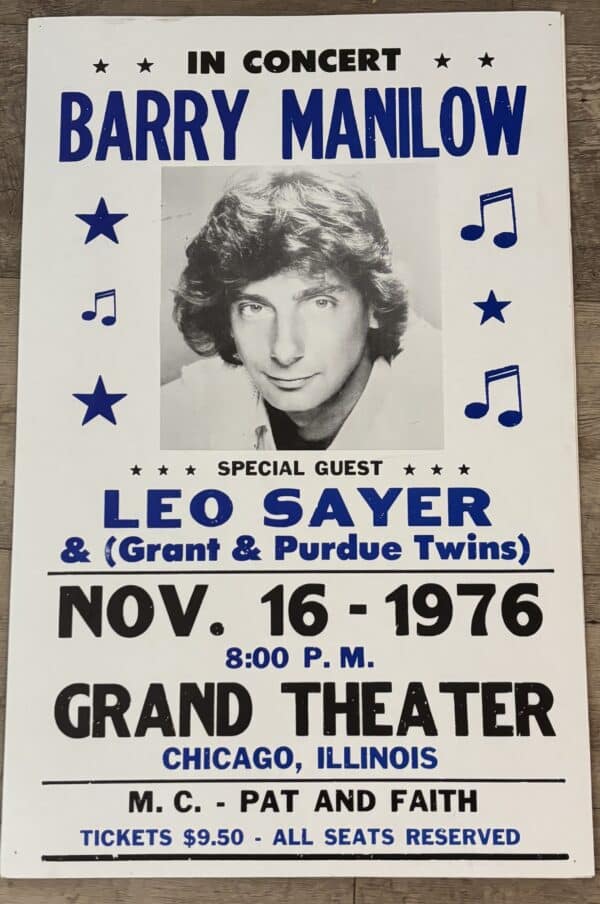 IN CONCERT
BARRY MANILOW
SPECIAL GUEST
LEO SAYER
& (Grant & Purdue Twins)
NOV. 16 - 1976
8:00 P. M.
GRAND THEATER
CHICAGO, ILLINOIS
M. C. - PAT AND FAITH
TICKETS $9.50 - ALL SEATS RESERVED